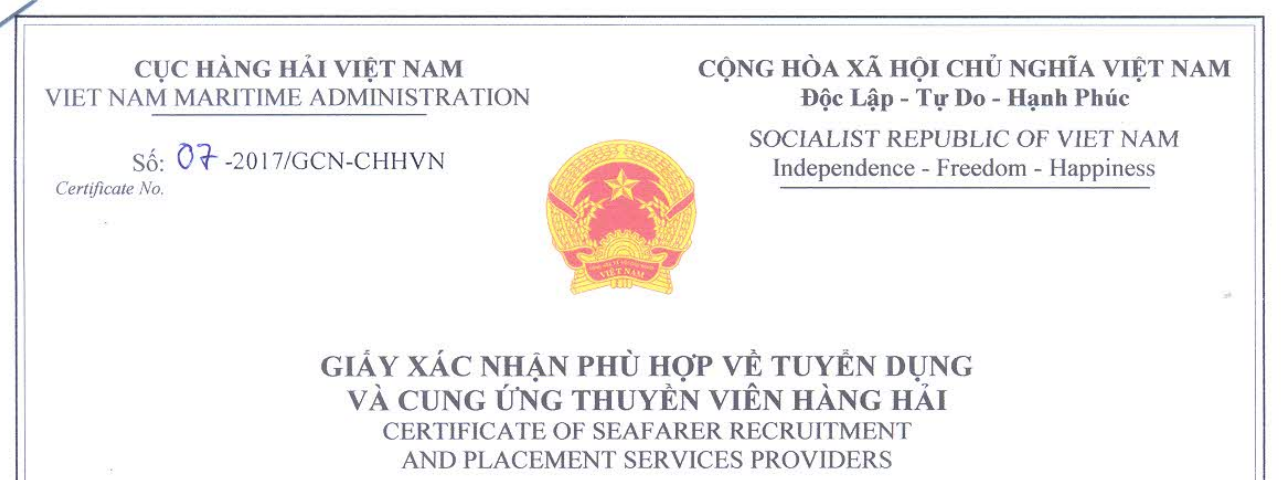 CỤC HÀNG HẢI VIỆT NAM
VIET NAM MARITIME ADMINISTRATION
Số: 07 -2017/GCN-CHHVN
Certificate No.
CỘNG HÒA XÃ HỘI CHỦ NGHĨA VIỆT NAM
Độc Lập - Tự Do - Hạnh Phúc
SOCIALIST REPUBLIC OF VIET NAM
Independence - Freedom - Happiness
VIỆT NAM
GIẤY XÁC NHẬN PHÙ HỢP VỀ TUYỂN DỤNG
VÀ CUNG ỨNG THUYỀN VIÊN HÀNG HẢI
CERTIFICATE OF SEAFARER RECRUITMENT
AND PLACEMENT SERVICES PROVIDERS